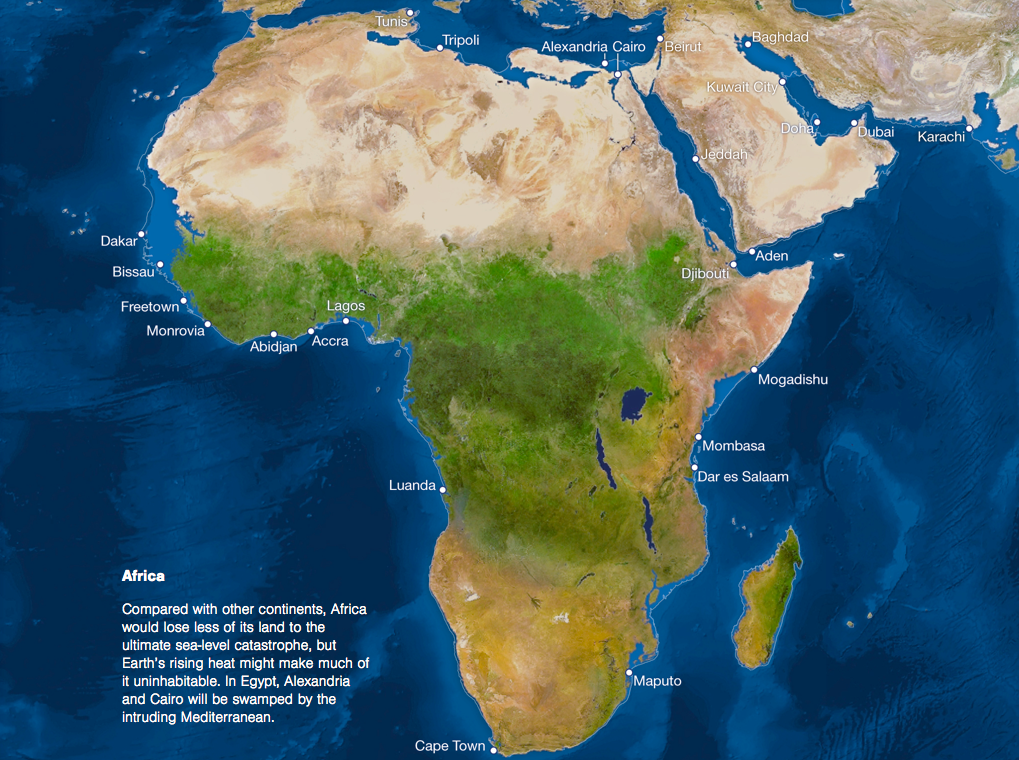 Tunis
Tripoli
Alexandria Cairo
Beirut
Baghdad
Kuwait City
Doha
Dubai
Karachi
Jeddah
Dakar
Aden
Bissau
Djibouti
Freetown
Lagos
Monrovia
Abidjan
Accra
Mogadishu
Mombasa
Dar es Salaam
Luanda
Africa
Compared with other continents, Africa
would lose less of its land to the
ultimate sea-level catastrophe, but
Earth's rising heat might make much of
it uninhabitable. In Egypt, Alexandria
and Cairo will be swamped by the
intruding Mediterranean.
Maputo
Cape Town